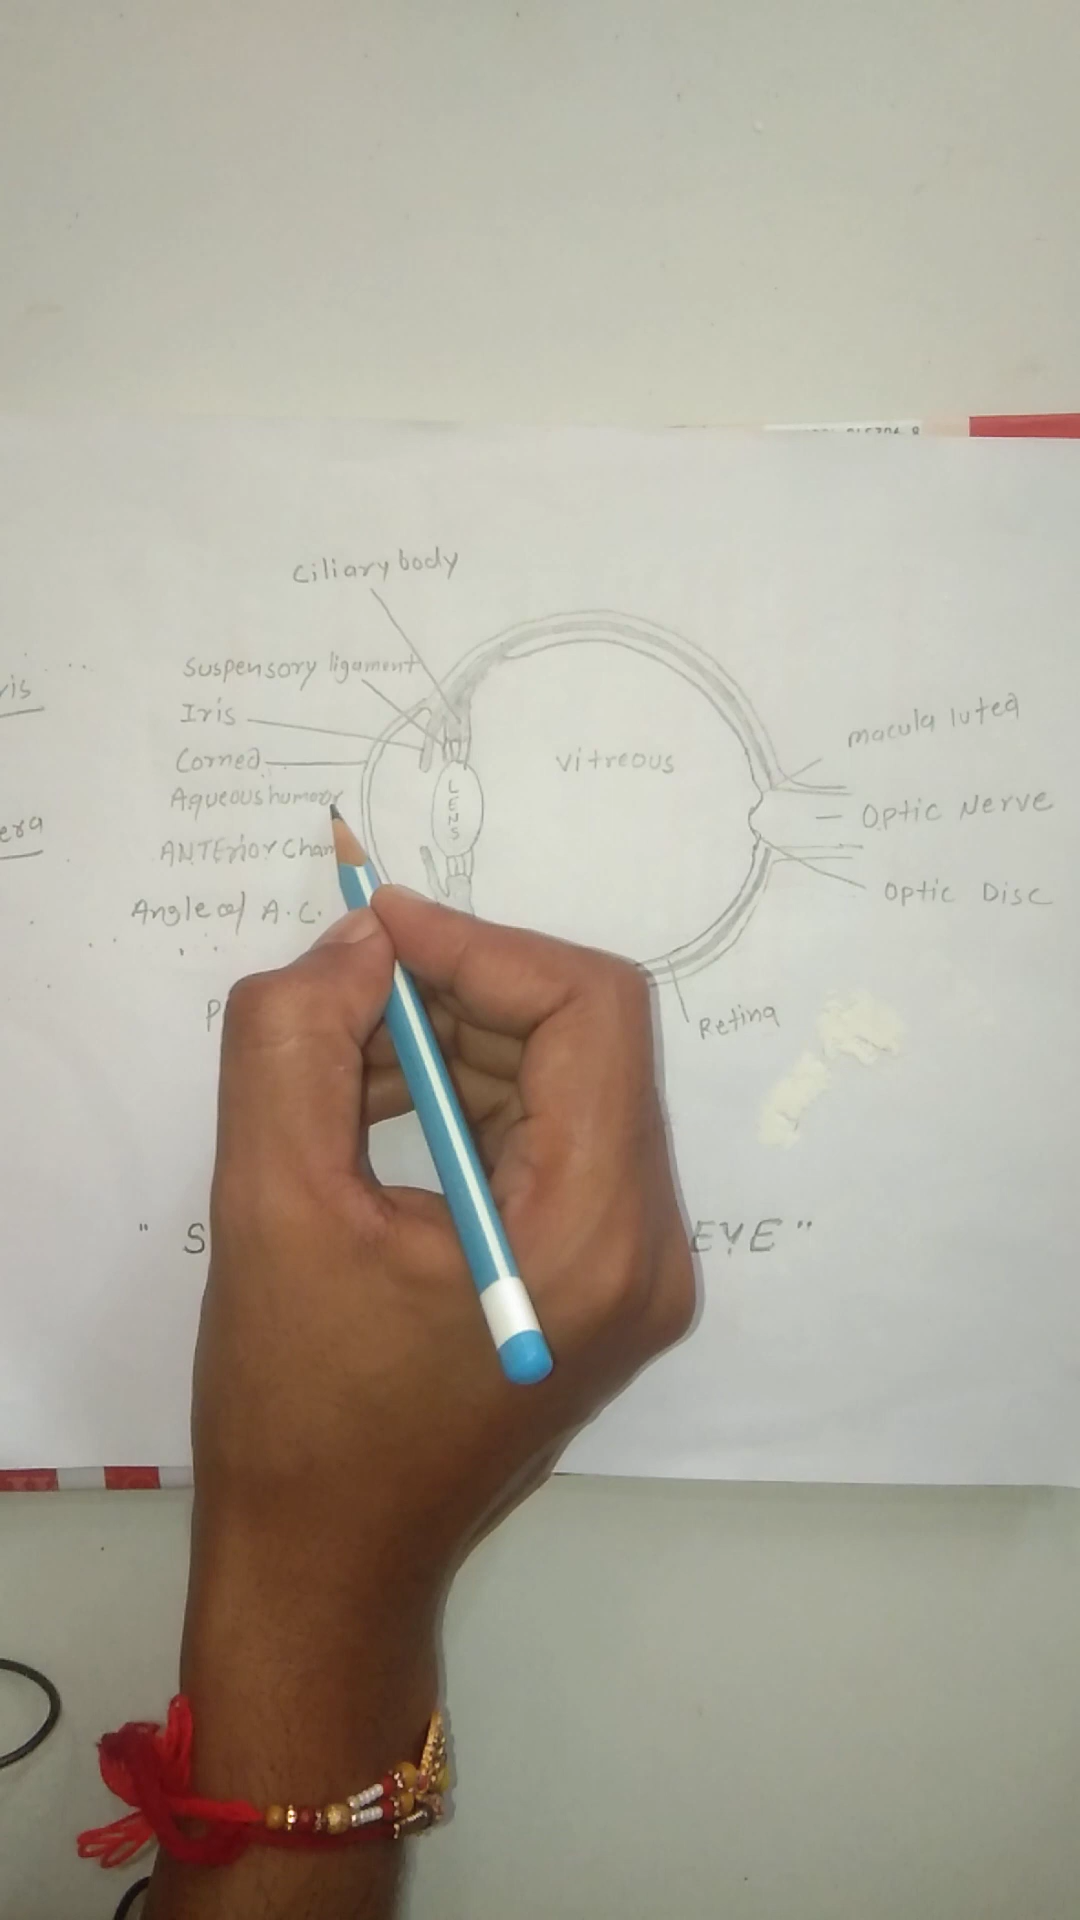 Ciliary body
Suspensory ligament
Iris
Cornea
Aqueous humour
ANTErior Cham
Angle of A.C.
P
vitreous
LENS
macula lutea
Optic Nerve
Optic Disc
Retina
" S
EYE "